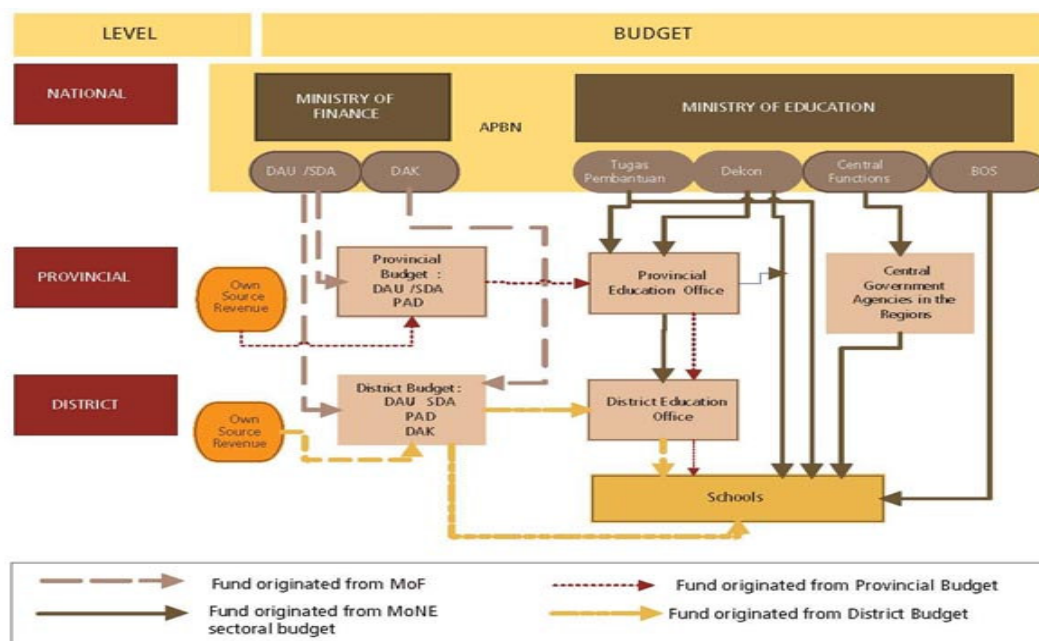 LEVEL
BUDGET
NATIONAL
MINISTRY OF
FINANCE
APBN
MINISTRY OF EDUCATION
DAU /SDA
DAK
Tugas
Pembantuan
Dekon
Central
Functions
BOS
PROVINCIAL
Own
Source
Revenue
Provincial
Budget :
DAU /SDA
PAD
Provincial
Education Office
Central
Government
Agencies in the
Regions
DISTRICT
Own
Source
Revenue
District Budget:
DAU SDA
PAD
DAK
District Education
Office
Schools
Fund originated from MoF
Fund originated from Provincial Budget
Fund originated from MoNE
sectoral budget
Fund originated from District Budget